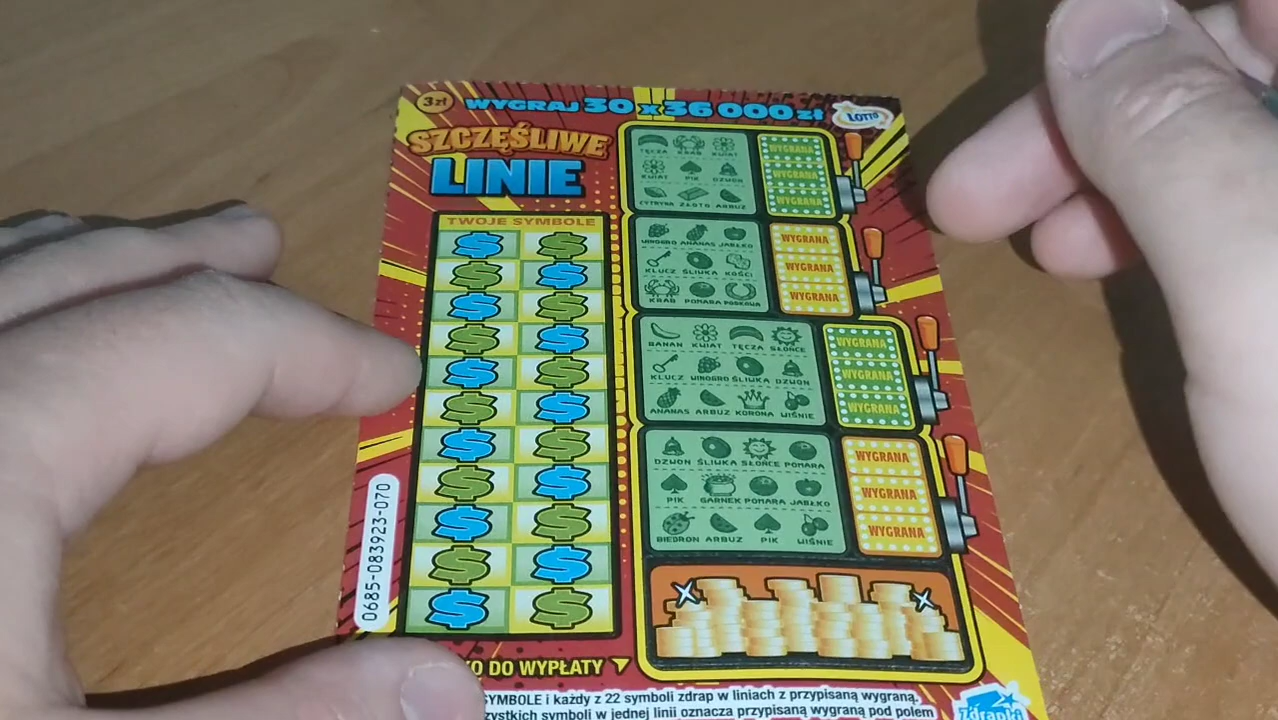 3zł WYGRAJ 30 x 36 000 zł LOTTO
SZCZĘŚLIWE
LINIE
TWOJE SYMBOLE
TĘCZA KRAB KWIAT
KWIAT PIK DZWON
CYTRYNA ZŁOTO ARBUZ
WYGRANA
WYGRANA
WYGRANA
WINOGRO ANANAS JABŁKO
KLUCZ ŚLIWKA KOŚCI
KRAB POMARA PODKOWA
WYGRANA
WYGRANA
WYGRANA
BANAN KWIAT TĘCZA SŁOŃCE
KLUCZ WINOGRO ŚLIWKA DZWON
ANANAS ARBUZ KORONA WIŚNIE
WYGRANA
WYGRANA
WYGRANA
DZWON ŚLIWKA SŁOŃCE POMARA
PIK GARNEK POMARA JABŁKO
BIEDRON ARBUZ PIK WIŚNIE
WYGRANA
WYGRANA
WYGRANA
0685-083923-070
DO WYPŁATY
SYMBOLE i każdy z 22 symboli zdrap w liniach z przypisaną wygraną.
w jednej linii oznacza przypisaną wygraną pod polem
Zdrapki